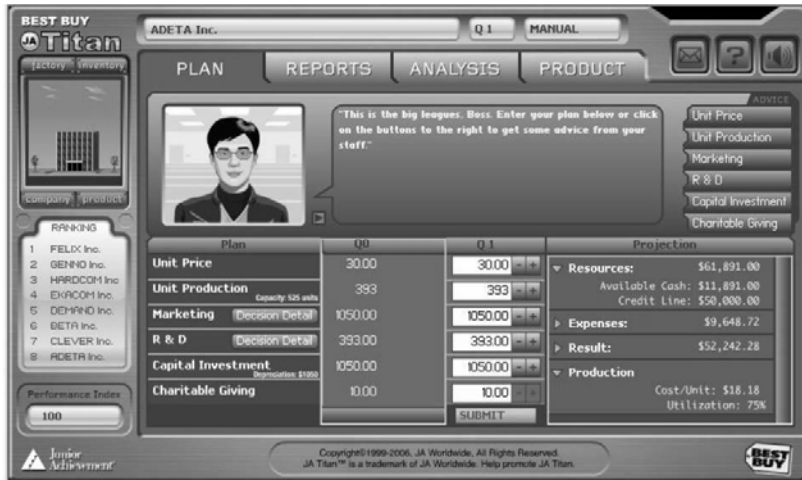 BEST BUY
JA Titan
ADETA Inc.
Q 1
MANUAL
factory
inventory
PLAN
REPORTS
ANALYSIS
PRODUCT
ADVICE
"This is the big leagues, Boss. Enter your plan below or click
on the buttons to the right to get some advice from your
staff."
Unit Price
Unit Production
Marketing
R & D
Capital Investment
Charitable Giving
company
product
RANKING
1 FELIX Inc.
2 GENNO Inc.
3 HARDCOM Inc
4 EKACOM Inc.
5 DEMAND Inc.
6 BETA Inc.
7 CLEVER Inc.
8 ADETA Inc.
Performance Index
100
Plan
Q0
Q 1
Projection
Unit Price 30.00 30.00 - +
Unit Production 393 393 - +
Capacity: 525 units
Marketing Decision Detail 1050.00 1050.00 - +
R & D Decision Detail 393.00 393.00 - +
Capital Investment 1050.00 1050.00 - +
Depreciation: $1050
Charitable Giving 10.00 10.00 - +
SUBMIT
Resources: $61,891.00
Available Cash: $11,891.00
Credit Line: $50,000.00
Expenses: $9,648.72
Result: $52,242.28
Production
Cost/Unit: $18.18
Utilization: 75%
Junior
Achievement
Copyright©1999-2006, JA Worldwide, All Rights Reserved.
JA Titan™ is a trademark of JA Worldwide. Help promote JA Titan.
BEST
BUY